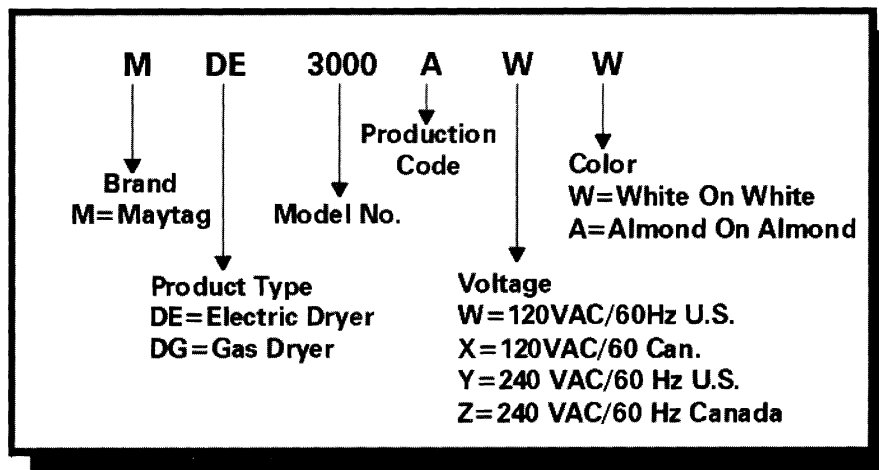 M DE 3000 A W W
Production
Code
Brand
M=Maytag
Model No.
Color
W=White On White
A=Almond On Almond
Product Type
DE=Electric Dryer
DG=Gas Dryer
Voltage
W=120VAC/60Hz U.S.
X=120VAC/60 Can.
Y=240 VAC/60 Hz U.S.
Z=240 VAC/60 Hz Canada